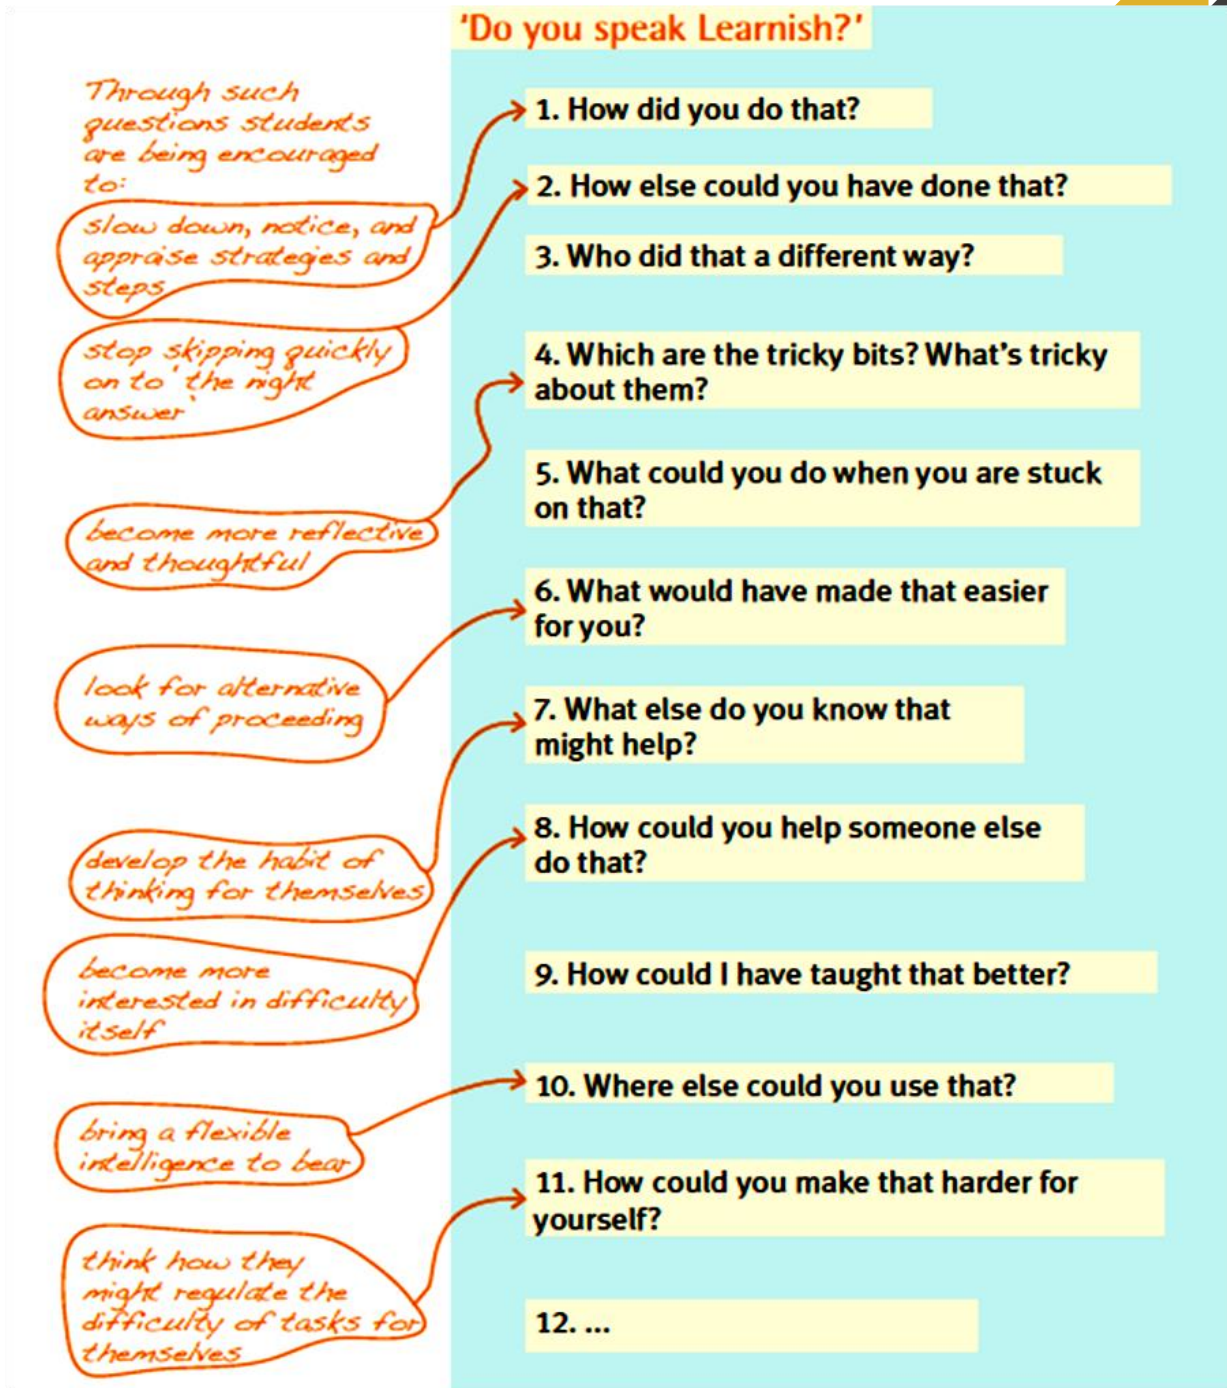 'Do you speak Learnish?'
Through such
questions students
are being encouraged
to:
slow down, notice, and
appraise strategies and
steps
stop skipping quickly
on to 'the right
answer'
become more reflective
and thoughtful
look for alternative
ways of proceeding
develop the habit of
thinking for themselves
become more
interested in difficulty
itself
bring a flexible
intelligence to bear
think how they
might regulate the
difficulty of tasks for
themselves
1. How did you do that?
2. How else could you have done that?
3. Who did that a different way?
4. Which are the tricky bits? What's tricky
about them?
5. What could you do when you are stuck
on that?
6. What would have made that easier
for you?
7. What else do you know that
might help?
8. How could you help someone else
do that?
9. How could I have taught that better?
10. Where else could you use that?
11. How could you make that harder for
yourself?
12. ...